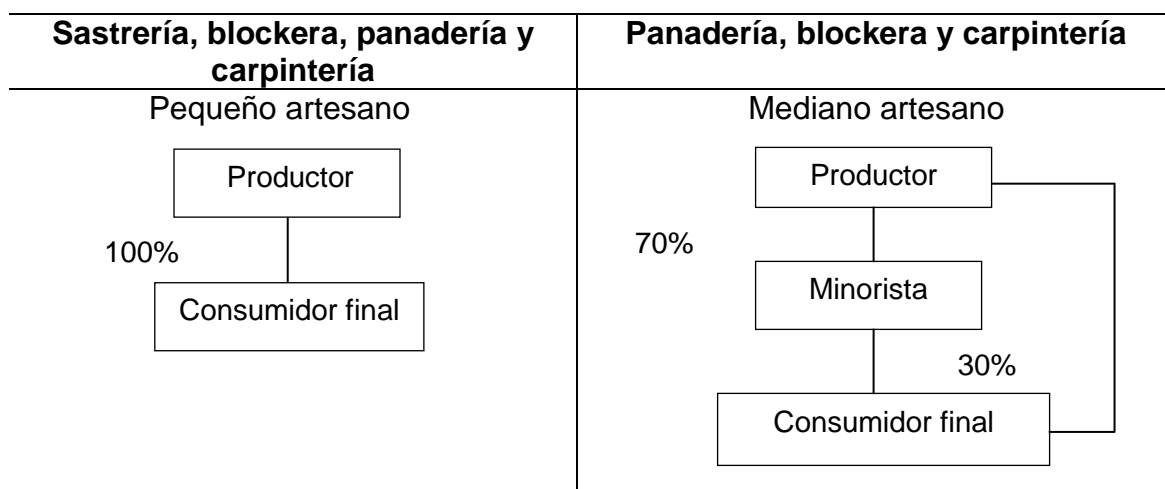 Sastrería, blockera, panadería y
carpintería
Pequeño artesano
Productor
100%
Consumidor final
Panadería, blockera y carpintería
Mediano artesano
Productor
70%
Minorista
30%
Consumidor final